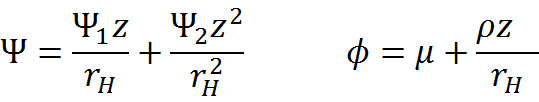 Ψ = Ψ₁z/r_H + Ψ₂z²/r_H² ϕ = μ + ρz/r_H